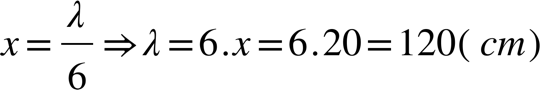 x = λ/6 ⇒ λ = 6.x = 6.20 = 120( cm)